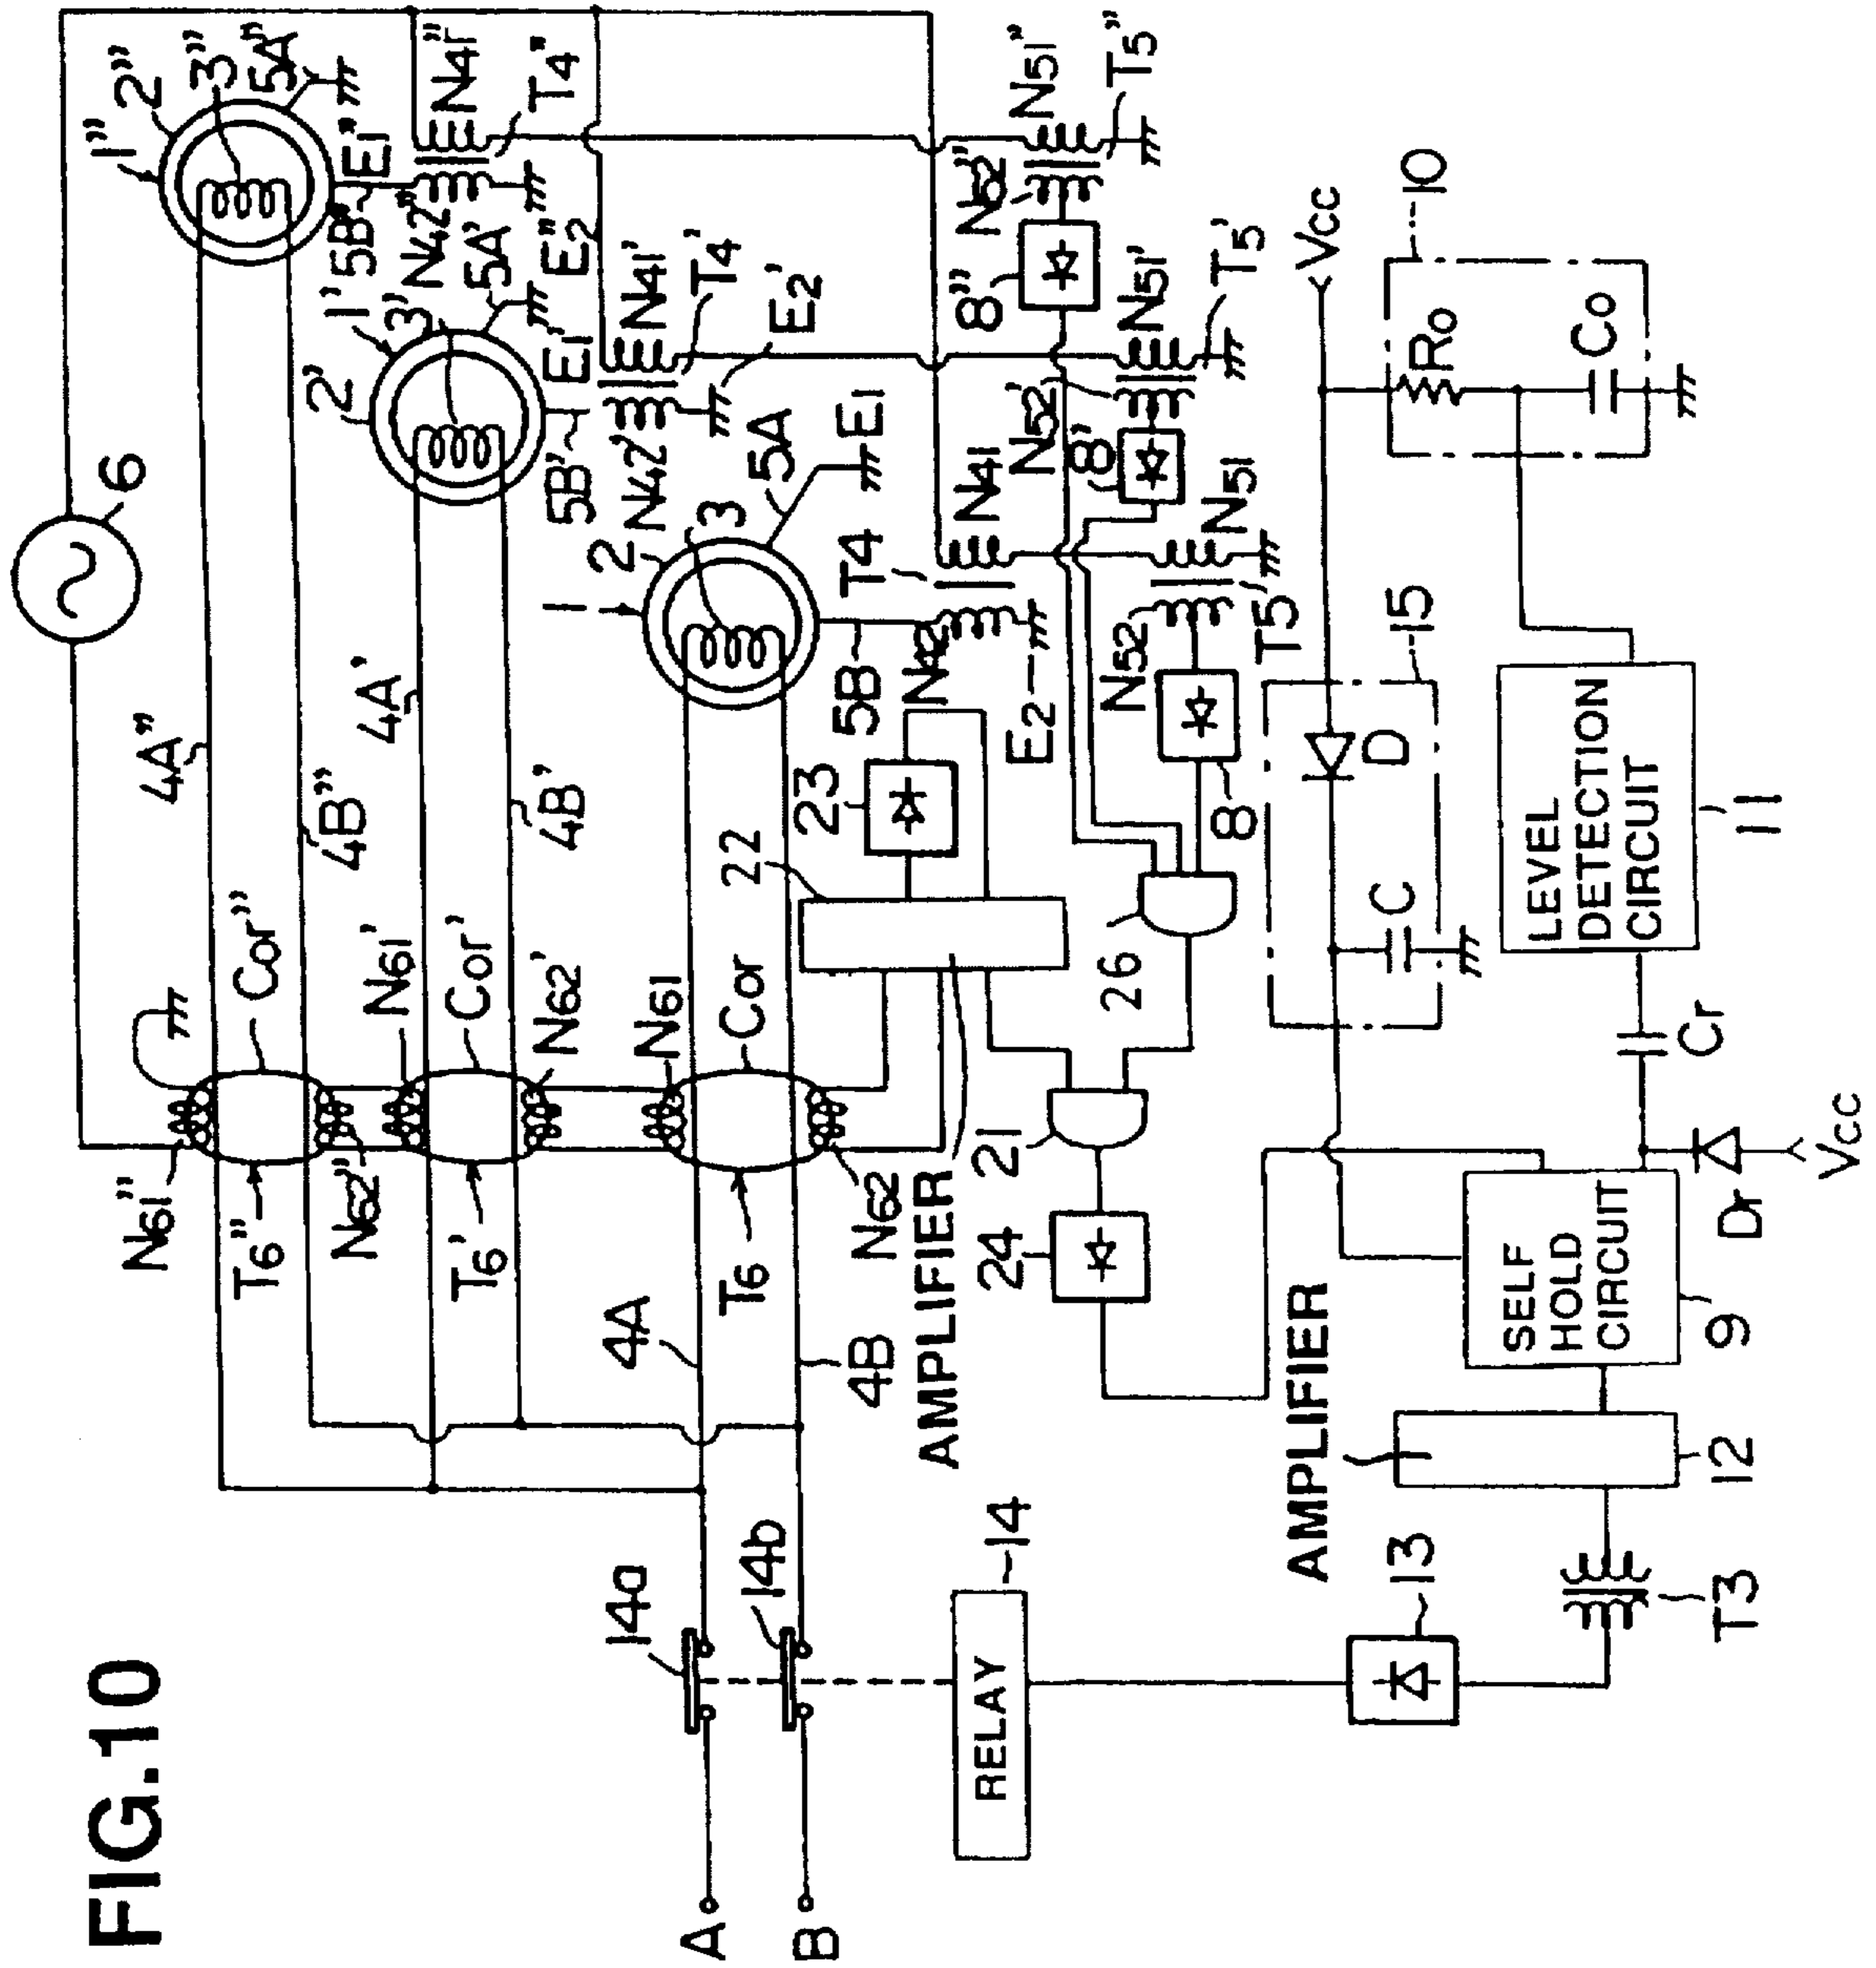 FIG.10
6
1"
2"
3"
5A"
E1"
5B"
N41"
N42"
T4"
E2"
4A"
4B"
Cor"
N61"
T6"
N62"
1'
2'
3'
5A'
E1'
5B'
N41'
N42'
T4'
E2'
4A'
4B'
Cor'
N61'
T6'
N62'
1
2
3
5A
E1
5B
N41
N42
T4
E2
4A
4B
Cor
N61
T6
N62
N51"
N52"
T5"
8"
N51'
N52'
T5'
8'
N51
N52
T5
8
22
23
AMPLIFIER
26
21
24
A
B
14a
14b
RELAY
14
13
T3
AMPLIFIER
12
SELF
HOLD
CIRCUIT
9
Dr
Vcc
Cr
LEVEL
DETECTION
CIRCUIT
11
15
D
C
Vcc
10
Ro
Co